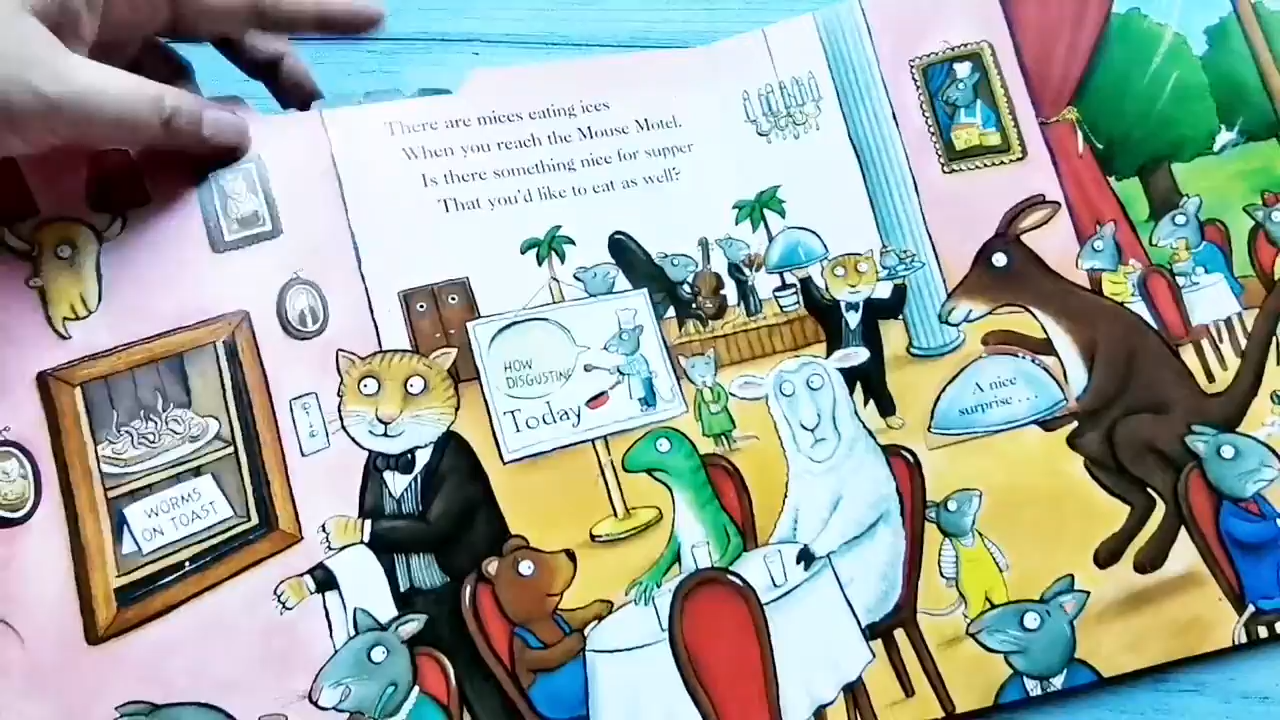 There are mices eating ices
When you reach the Mouse Motel.
Is there something nice for supper
That you'd like to eat as well?
HOW
DISGUSTING
Today
A nice
surprise . . .
WORMS
ON TOAST